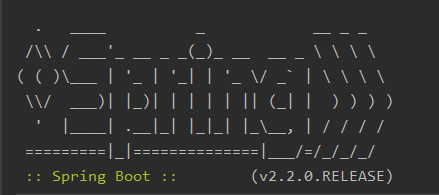 .   ____          _            __ _ _
 /\\ / ___'_ __ _ _(_)_ __  __ _ \ \ \ \
( ( )\___ | '_ | '_| | '_ \/ _` | \ \ \ \
 \\/  ___)| |_)| | | | | || (_| |  ) ) ) )
  '  |____| .__|_| |_|_| |_\__, | / / / /
 =========|_|==============|___/=/_/_/_/
 :: Spring Boot ::        (v2.2.0.RELEASE)